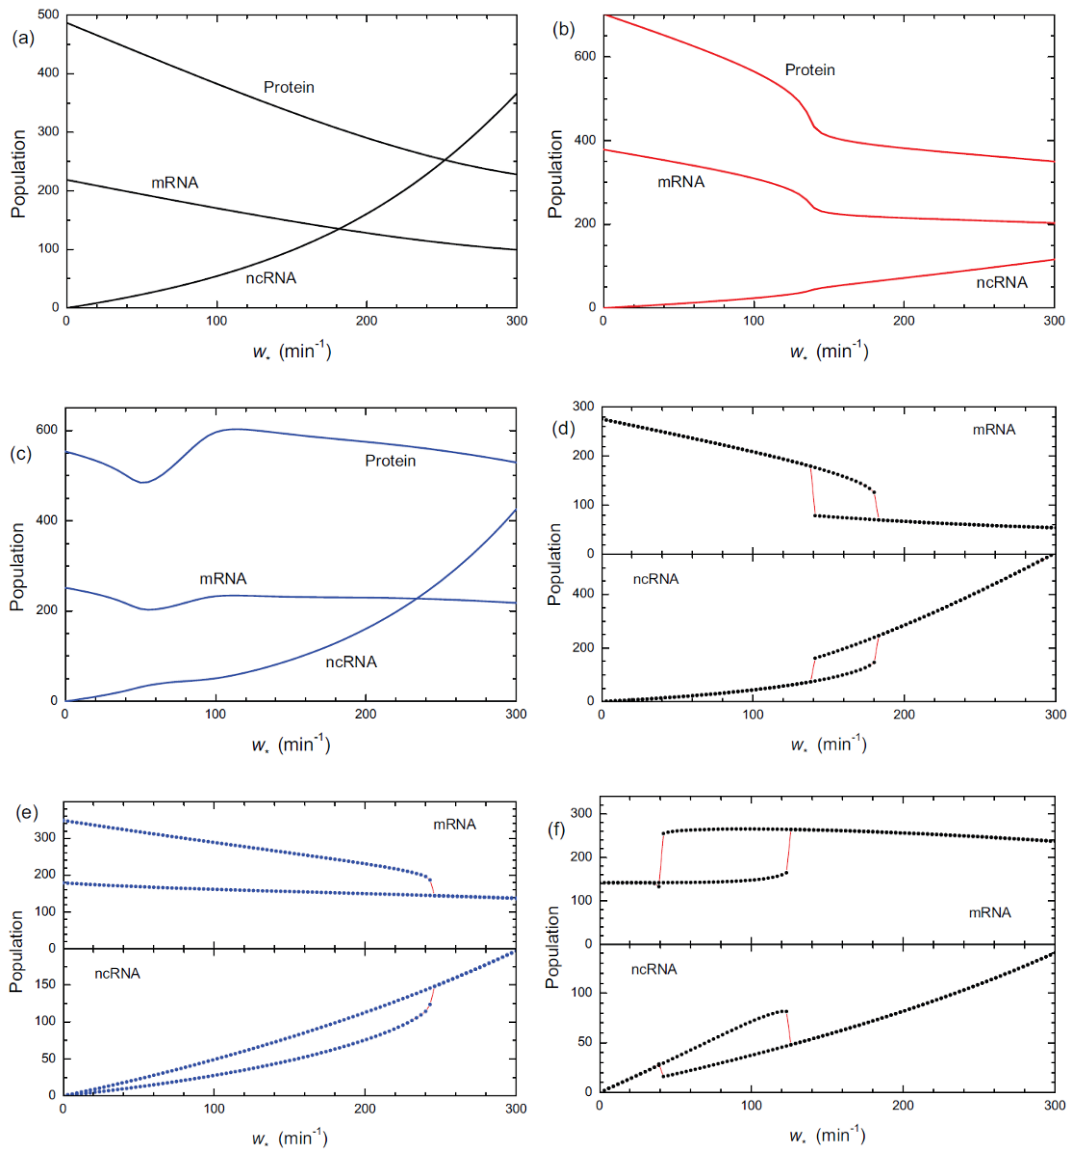 (a)
500
400
300
200
100
0
Population
Protein
mRNA
ncRNA
0 100 200 300
w* (min-1)
(b)
600
400
200
0
Population
Protein
mRNA
ncRNA
0 100 200 300
w* (min-1)
(c)
600
400
200
0
Population
Protein
mRNA
ncRNA
0 100 200 300
w* (min-1)
(d)
300
200
100
0
mRNA
Population
ncRNA
400
200
0
0 100 200 300
w* (min-1)
(e)
300
200
100
0
mRNA
Population
ncRNA
150
100
50
0
0 100 200 300
w* (min-1)
(f)
300
200
100
0
mRNA
Population
ncRNA
100
50
0
0 100 200 300
w* (min-1)